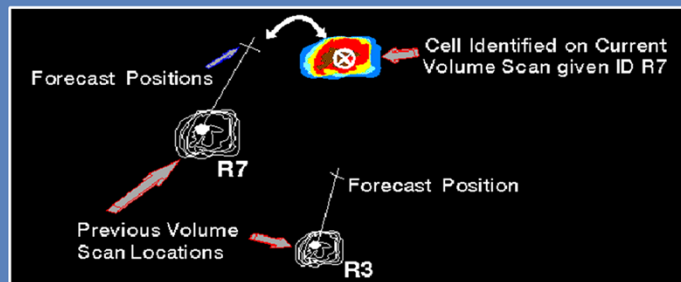 Cell Identified on Current
Volume Scan given ID R7
Forecast Positions
R7
Forecast Position
Previous Volume
Scan Locations
R3